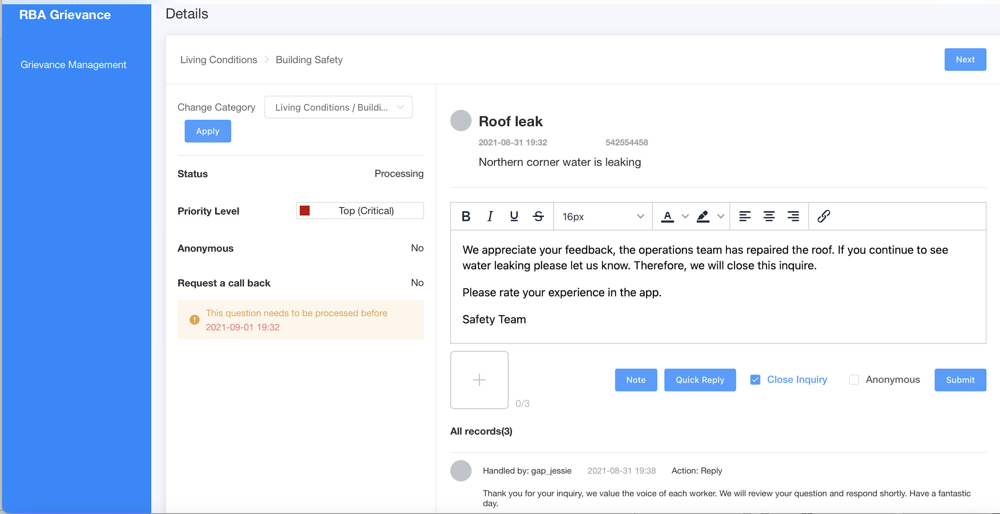 RBA Grievance
Grievance Management
Details
Living Conditions > Building Safety
Next
Change Category
Living Conditions / Buildi...
Apply
Status
Processing
Priority Level
Top (Critical)
Anonymous
No
Request a call back
No
This question needs to be processed before
2021-09-01 19:32
Roof leak
2021-08-31 19:32 542554458
Northern corner water is leaking
B I U S 16px A
We appreciate your feedback, the operations team has repaired the roof. If you continue to see
water leaking please let us know. Therefore, we will close this inquire.
Please rate your experience in the app.
Safety Team
0/3
Note
Quick Reply
Close Inquiry
Anonymous
Submit
All records(3)
Handled by: gap_jessie 2021-08-31 19:38 Action: Reply
Thank you for your inquiry, we value the voice of each worker. We will review your question and respond shortly. Have a fantastic
day.